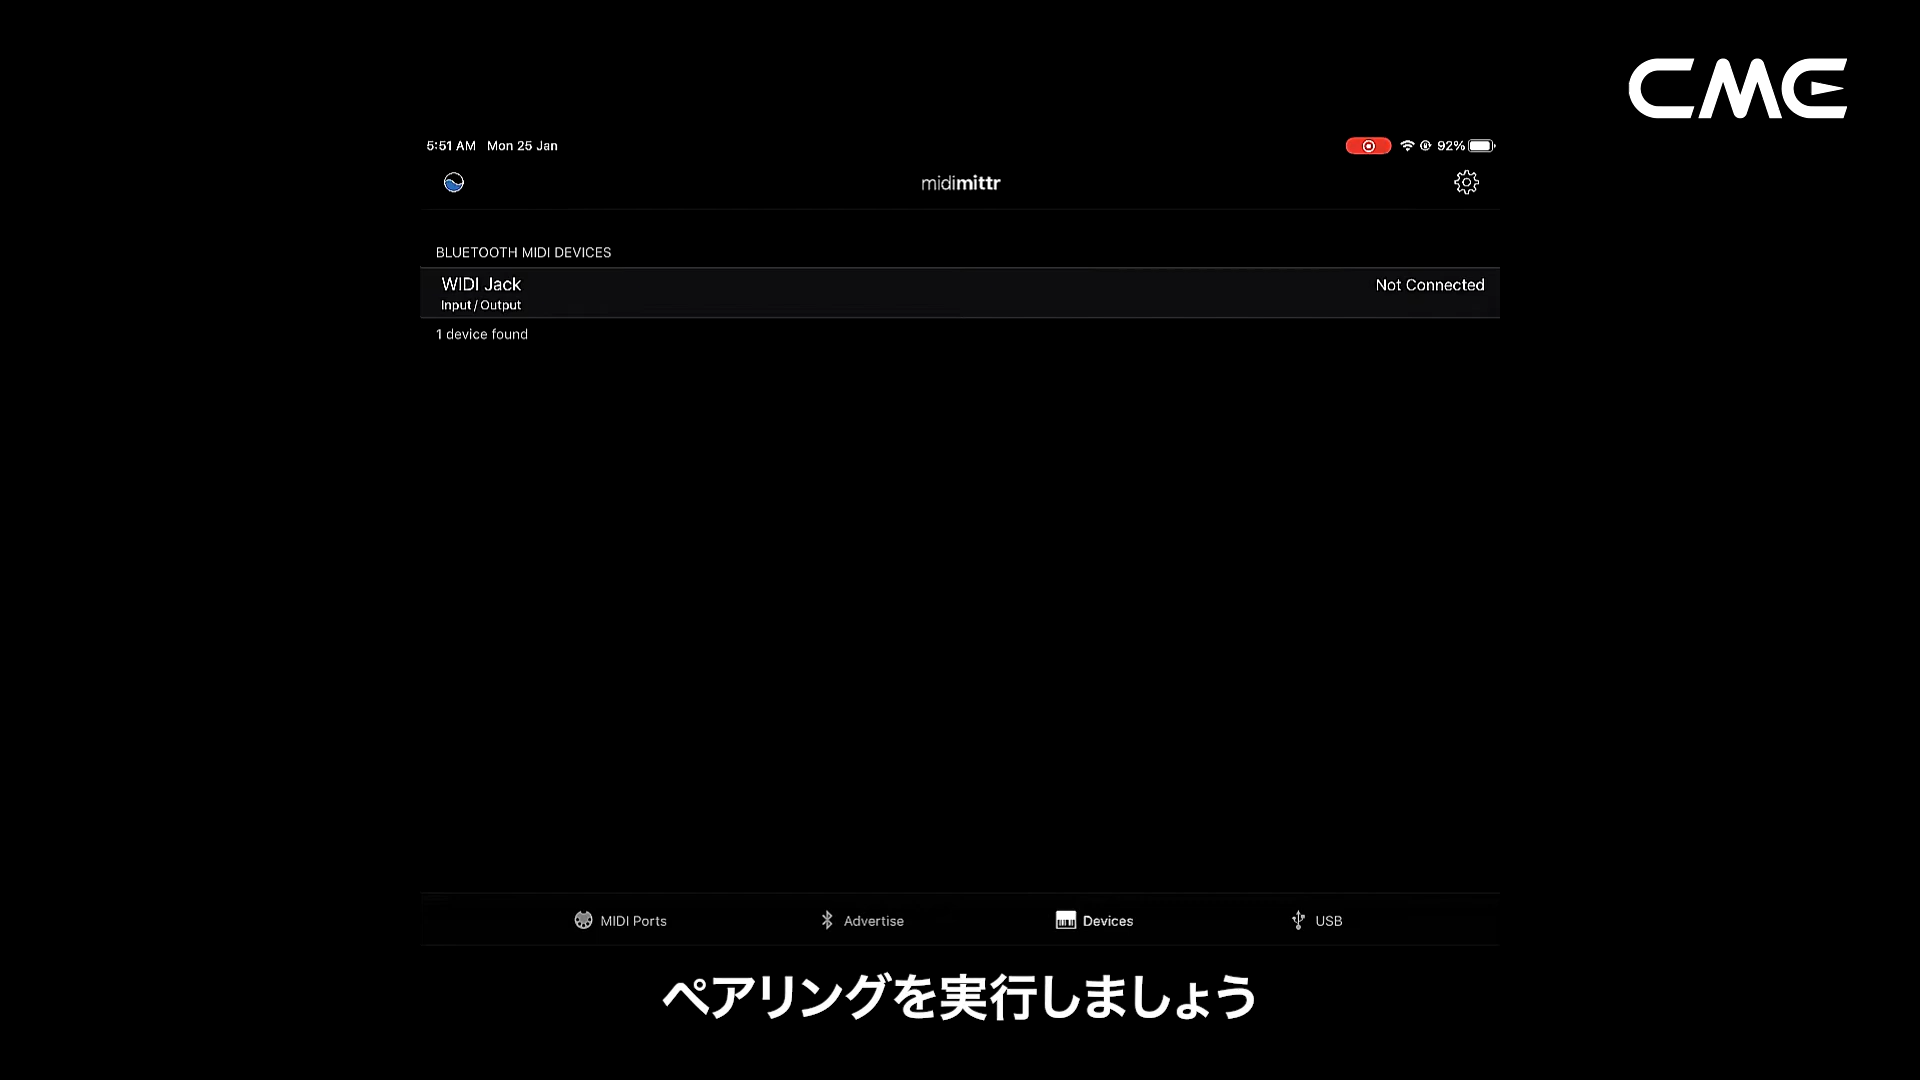 CME
5:51 AM Mon 25 Jan
92%
midimittr
BLUETOOTH MIDI DEVICES
WIDI Jack
Not Connected
Input / Output
1 device found
MIDI Ports
Advertise
Devices
USB
ペアリングを実行しましょう